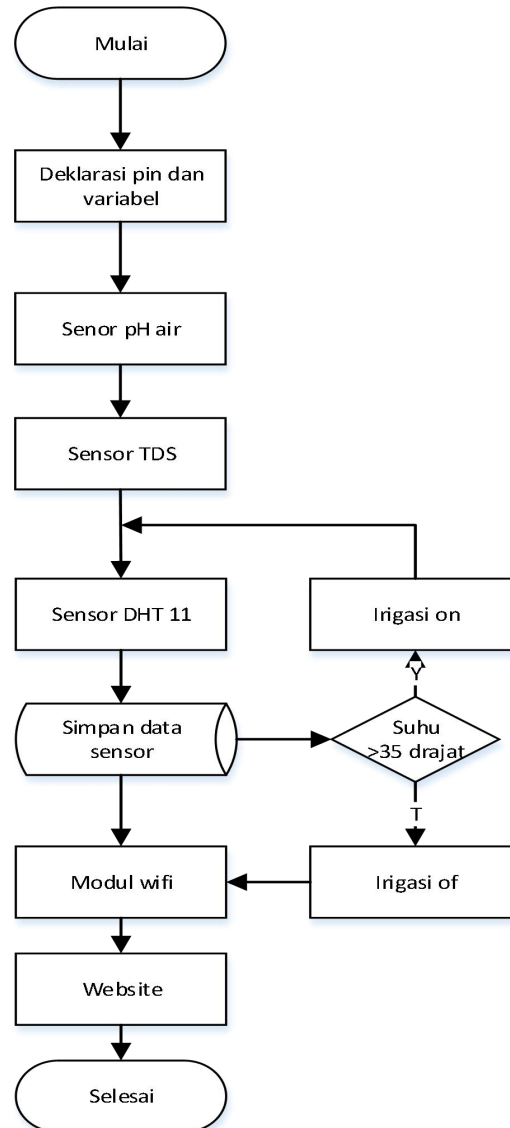 Mulai
Deklarasi pin dan
variabel
Senor pH air
Sensor TDS
Sensor DHT 11
Irigasi on
Y
Simpan data
sensor
Suhu
>35 drajat
T
Modul wifi
Irigasi of
Website
Selesai